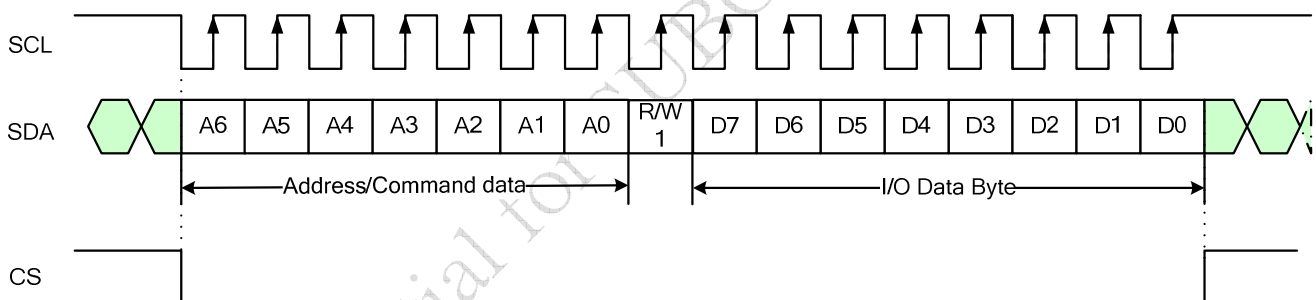 SCL
SDA A6 A5 A4 A3 A2 A1 A0 R/W 1 D7 D6 D5 D4 D3 D2 D1 D0
Address/Command data I/O Data Byte
CS